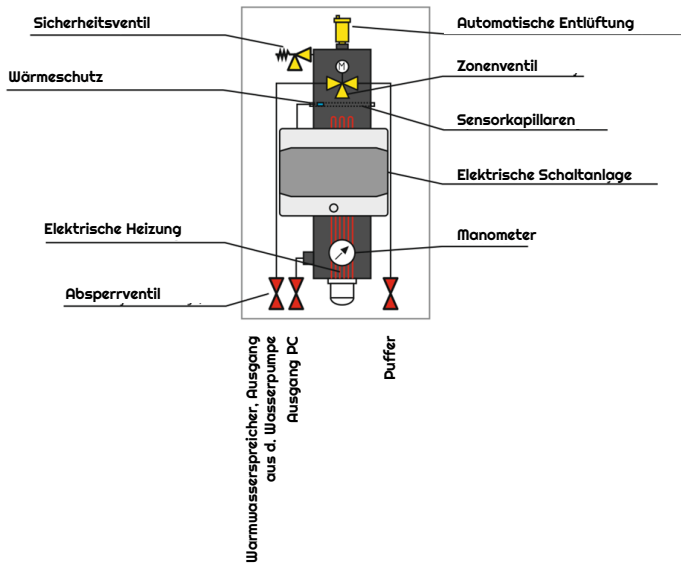 Sicherheitsventil
Automatische Entlüftung
M
Zonenventil
Wärmeschutz
Sensorkapillaren
Elektrische Schaltanlage
Elektrische Heizung
Manometer
Absperrventil
Warmwasserspreicher, Ausgang
aus d. Wasserpumpe
Ausgang PC
Puffer